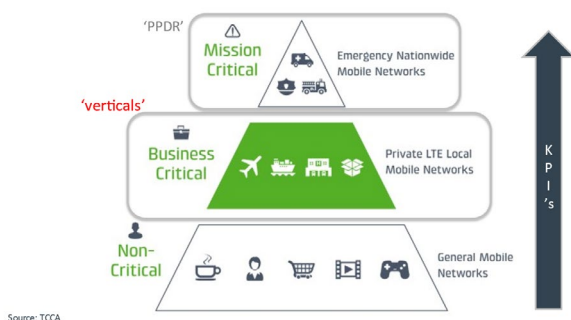 'PPDR'
Mission
Critical
Emergency Nationwide
Mobile Networks
'verticals'
Business
Critical
Private LTE Local
Mobile Networks
Non-
Critical
General Mobile
Networks
K
P
I
's
Source: TCCA